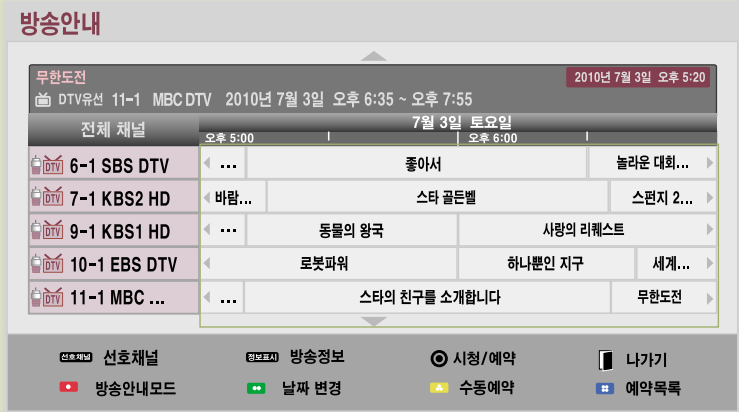 방송안내
무한도전 2010년 7월 3일 오후 5:20
DTV유선 11-1 MBC DTV 2010년 7월 3일 오후 6:35 ~ 오후 7:55
전체 채널 7월 3일 토요일
오후 5:00 오후 6:00
DTV 6-1 SBS DTV ... 좋아서 놀라운 대회...
DTV 7-1 KBS2 HD 바람... 스타 골든벨 스펀지 2...
DTV 9-1 KBS1 HD ... 동물의 왕국 사랑의 리퀘스트
DTV 10-1 EBS DTV 로봇파워 하나뿐인 지구 세계...
DTV 11-1 MBC ... ... 스타의 친구를 소개합니다 무한도전
선호채널 선호채널 정보표시 방송정보 시청/예약 나가기
방송안내모드 날짜 변경 수동예약 예약목록